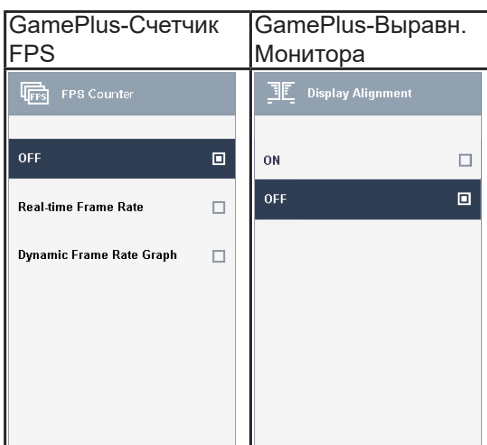 GamePlus-Счетчик
FPS
GamePlus-Выравн.
Монитора
FPS
FPS Counter
OFF
Real-time Frame Rate
Dynamic Frame Rate Graph
Display Alignment
ON
OFF